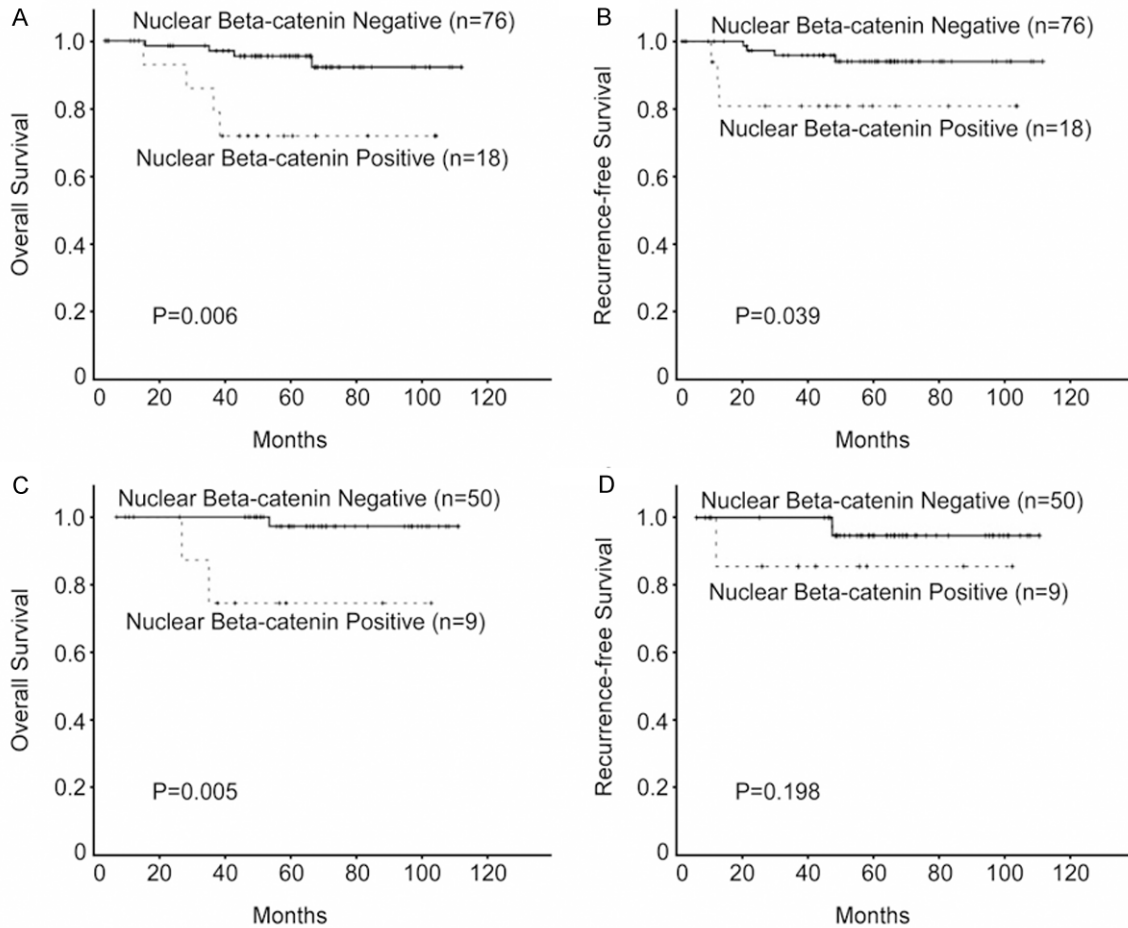 A
Nuclear Beta-catenin Negative (n=76)
1.0
0.8
Nuclear Beta-catenin Positive (n=18)
0.6
0.4
0.2
P=0.006
0
Overall Survival
0 20 40 60 80 100 120
Months
B
Nuclear Beta-catenin Negative (n=76)
1.0
0.8
Nuclear Beta-catenin Positive (n=18)
0.6
0.4
0.2
P=0.039
0
Recurrence-free Survival
0 20 40 60 80 100 120
Months
C
Nuclear Beta-catenin Negative (n=50)
1.0
0.8
Nuclear Beta-catenin Positive (n=9)
0.6
0.4
0.2
P=0.005
0
Overall Survival
0 20 40 60 80 100 120
Months
D
Nuclear Beta-catenin Negative (n=50)
1.0
0.8
Nuclear Beta-catenin Positive (n=9)
0.6
0.4
0.2
P=0.198
0
Recurrence-free Survival
0 20 40 60 80 100 120
Months